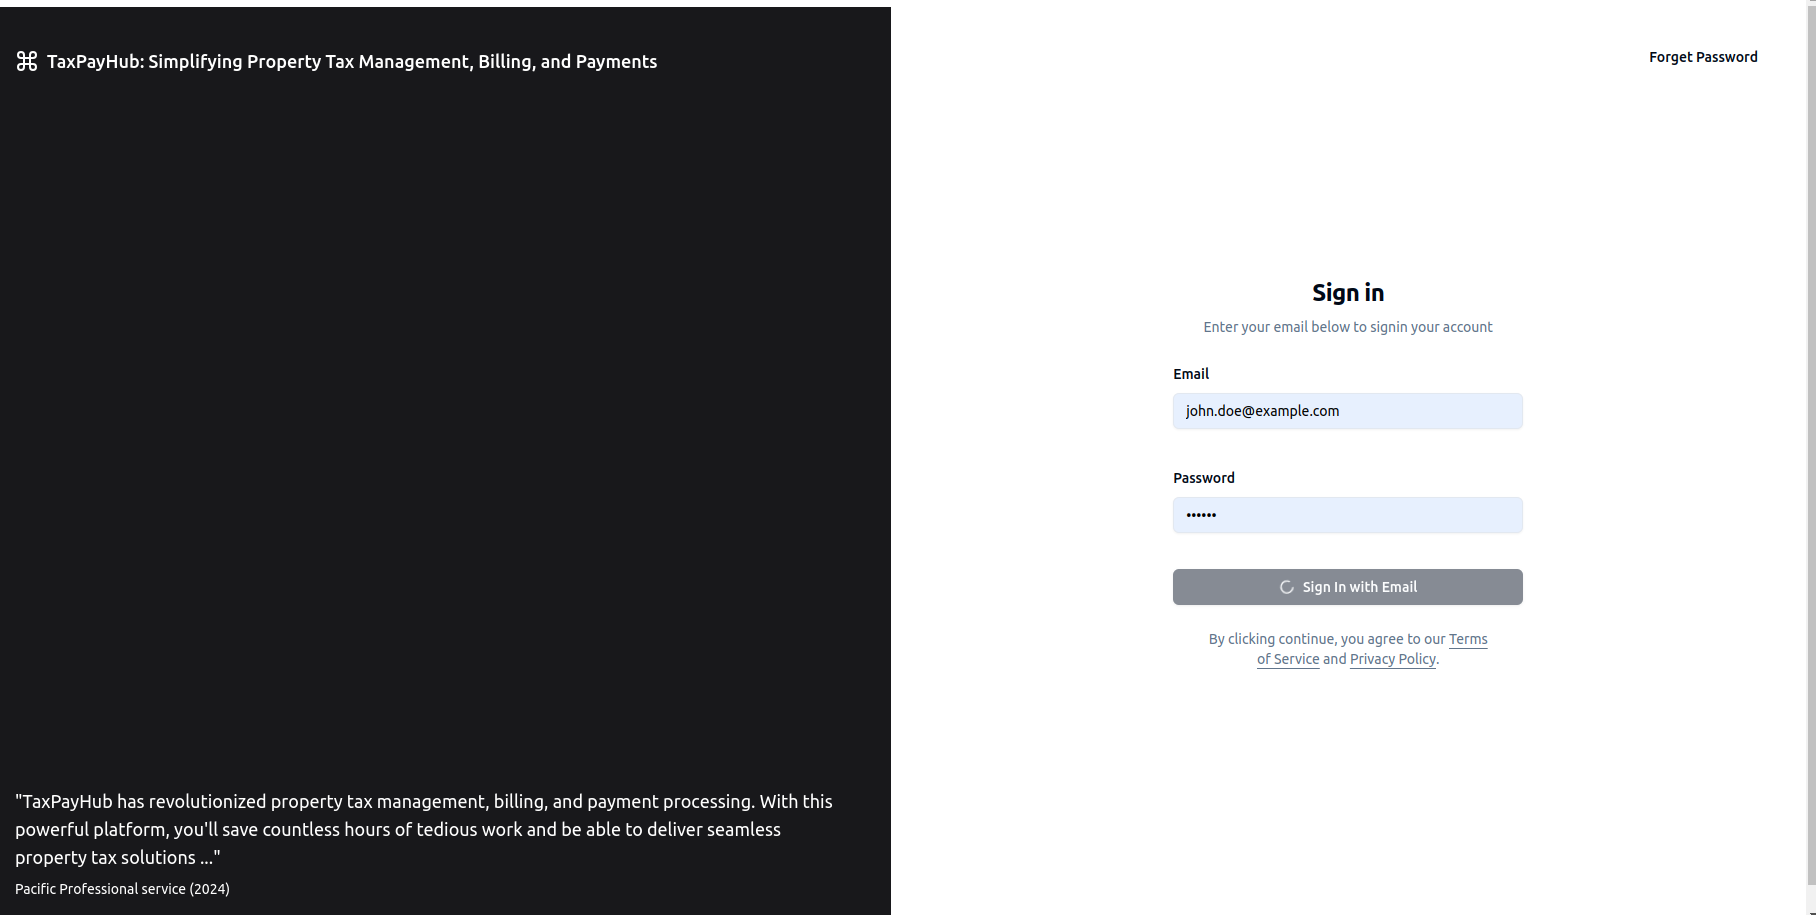 TaxPayHub: Simplifying Property Tax Management, Billing, and Payments
"TaxPayHub has revolutionized property tax management, billing, and payment processing. With this
powerful platform, you'll save countless hours of tedious work and be able to deliver seamless
property tax solutions ..."
Pacific Professional service (2024)
Forget Password
Sign in
Enter your email below to signin your account
Email
john.doe@example.com
Password
••••••
Sign In with Email
By clicking continue, you agree to our Terms
of Service and Privacy Policy.